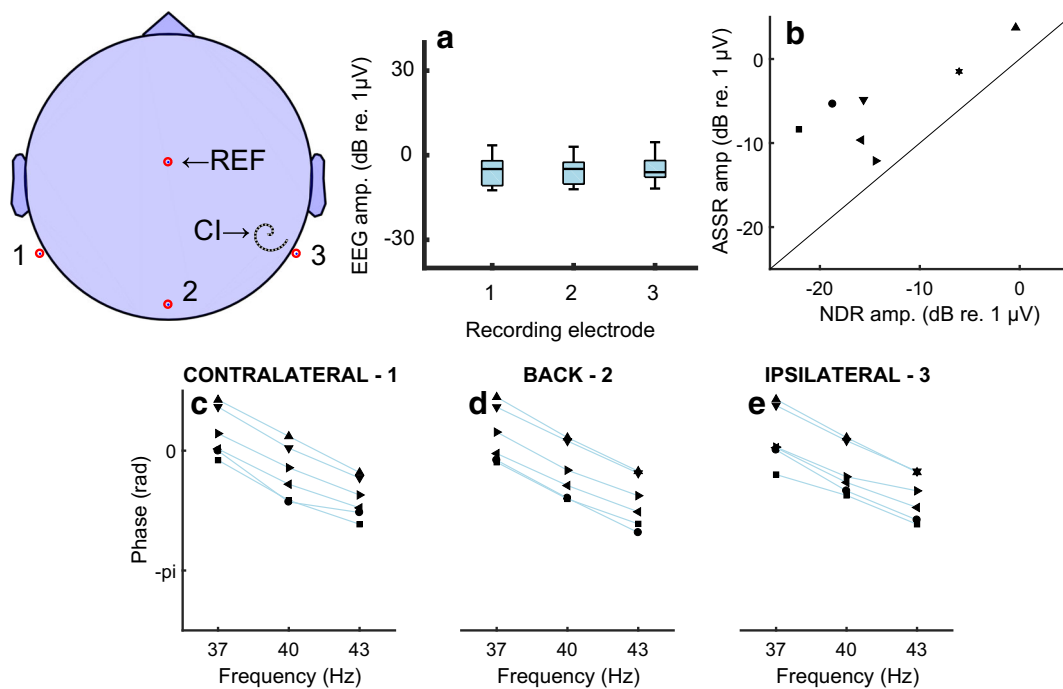 ←REF
CI→
1
2
3
a
EEG amp. (dB re. 1µV)
30
0
-30
1 2 3
Recording electrode
b
ASSR amp (dB re. 1 µV)
0
-10
-20
-20 -10 0
NDR amp. (dB re. 1 µV)
CONTRALATERAL - 1
c
Phase (rad)
0
-pi
37 40 43
Frequency (Hz)
BACK - 2
d
37 40 43
Frequency (Hz)
IPSILATERAL - 3
e
37 40 43
Frequency (Hz)